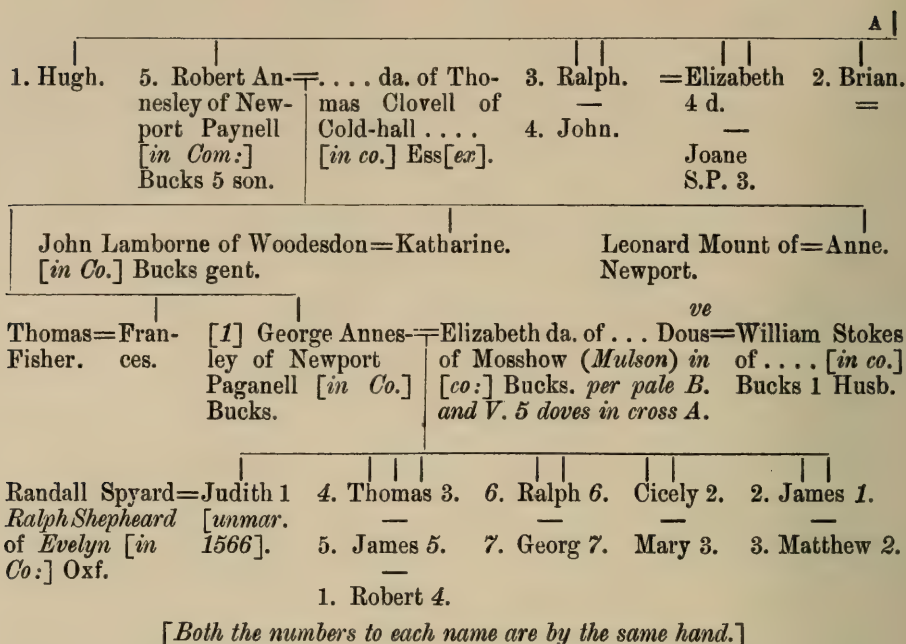 A
1. Hugh. 5. Robert An-=. . . . da. of Tho- 3. Ralph. =Elizabeth 2. Brian.
nesley of New- mas Clovell of — 4 d. =
port Paynell Cold-hall . . . . 4. John. —
[in Com:] [in co.] Ess[ex]. Joane
Bucks 5 son. S.P. 3.
John Lamborne of Woodesdon=Katharine. Leonard Mount of=Anne.
[in Co.] Bucks gent. Newport.
ve
Thomas=Fran- [1] George Annes-=Elizabeth da. of . . . Dous=William Stokes
Fisher. ces. ley of Newport of Mosshow (Mulson) in of . . . . [in co.]
Paganell [in Co.] [co:] Bucks. per pale B. Bucks 1 Husb.
Bucks. and V. 5 doves in cross A.
Randall Spyard=Judith 1 4. Thomas 3. 6. Ralph 6. Cicely 2. 2. James 1.
Ralph Shepheard [unmar. — — — —
of Evelyn [in 1566]. 5. James 5. 7. Georg 7. Mary 3. 3. Matthew 2.
Co:] Oxf. —
1. Robert 4.
[Both the numbers to each name are by the same hand.]